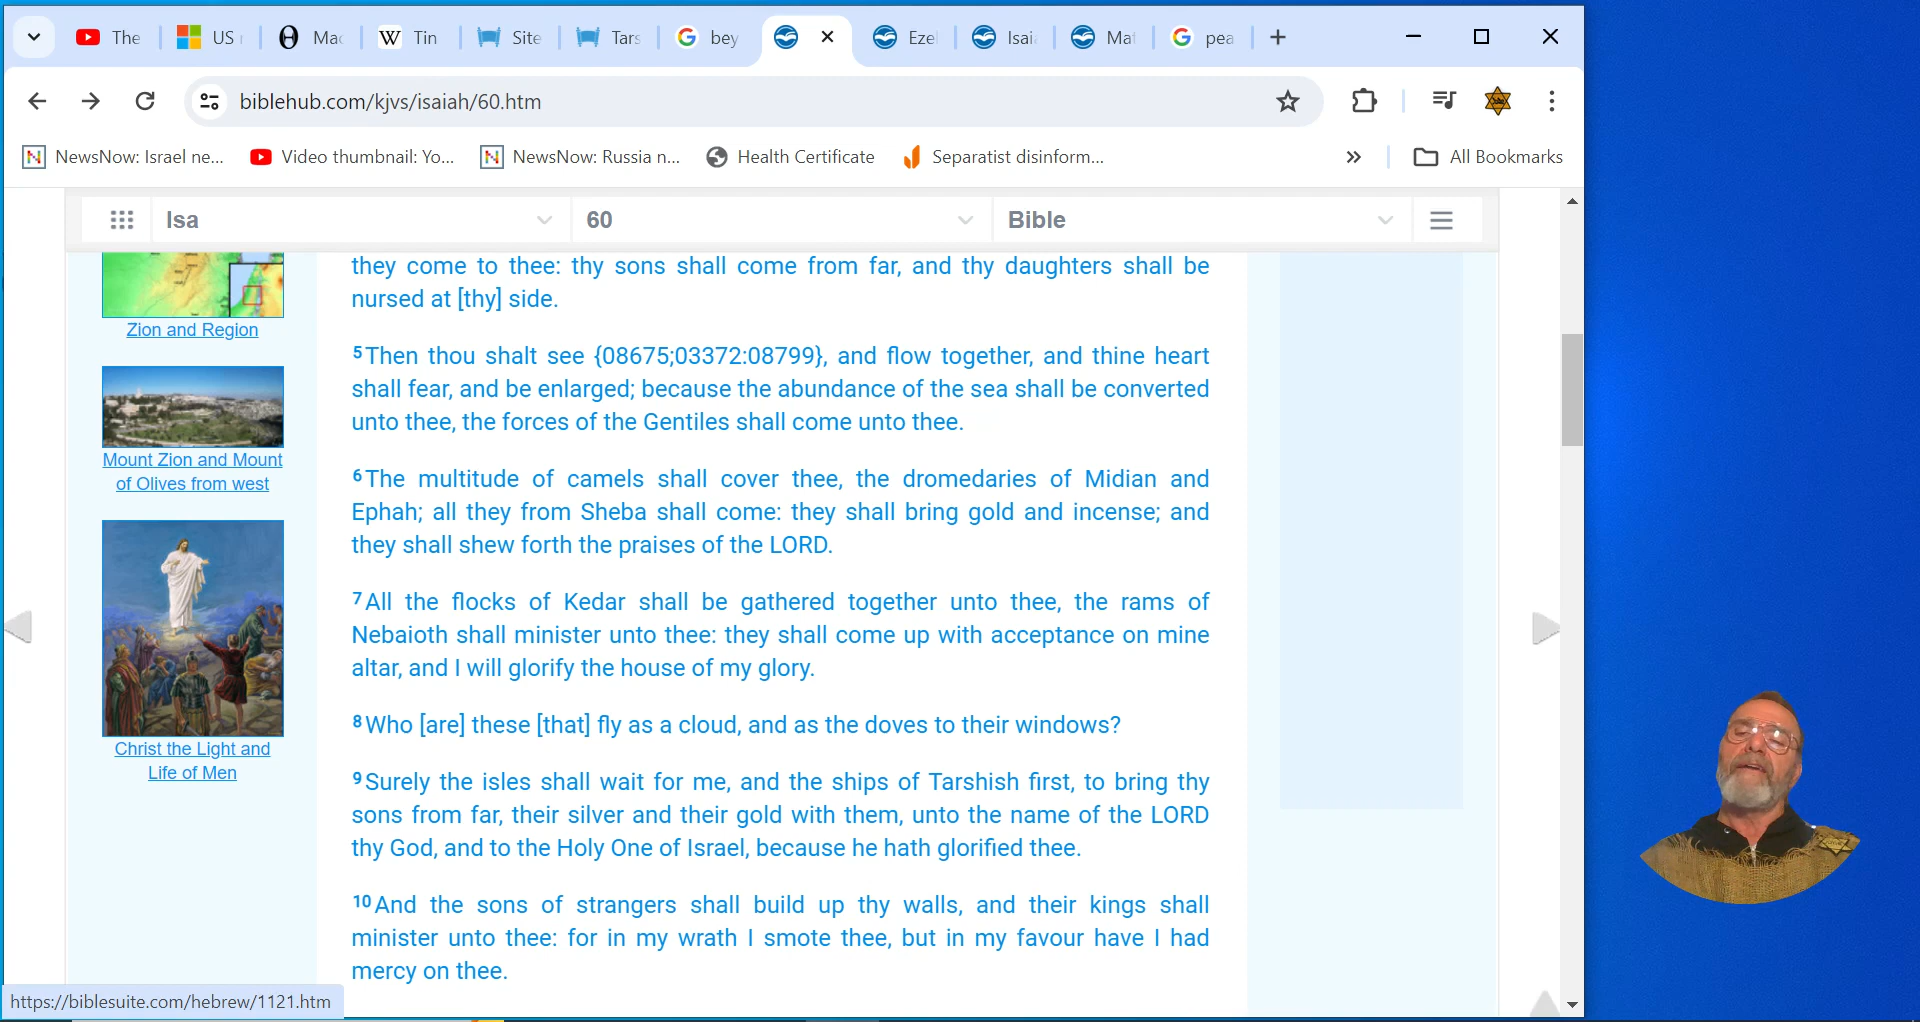 The
US
Mac
Tin
Site
Tars
bey
Ezel
Isai
Mat
pea
biblehub.com/kjvs/isaiah/60.htm
NewsNow: Israel ne...
Video thumbnail: Yo...
NewsNow: Russia n...
Health Certificate
Separatist disinform...
All Bookmarks
Isa
60
Bible
they come to thee: thy sons shall come from far, and thy daughters shall be
nursed at [thy] side.
5Then thou shalt see {08675;03372:08799}, and flow together, and thine heart
shall fear, and be enlarged; because the abundance of the sea shall be converted
unto thee, the forces of the Gentiles shall come unto thee.
6The multitude of camels shall cover thee, the dromedaries of Midian and
Ephah; all they from Sheba shall come: they shall bring gold and incense; and
they shall shew forth the praises of the LORD.
7All the flocks of Kedar shall be gathered together unto thee, the rams of
Nebaioth shall minister unto thee: they shall come up with acceptance on mine
altar, and I will glorify the house of my glory.
8Who [are] these [that] fly as a cloud, and as the doves to their windows?
9Surely the isles shall wait for me, and the ships of Tarshish first, to bring thy
sons from far, their silver and their gold with them, unto the name of the LORD
thy God, and to the Holy One of Israel, because he hath glorified thee.
10And the sons of strangers shall build up thy walls, and their kings shall
minister unto thee: for in my wrath I smote thee, but in my favour have I had
mercy on thee.
Zion and Region
Mount Zion and Mount
of Olives from west
Christ the Light and
Life of Men
https://biblesuite.com/hebrew/1121.htm